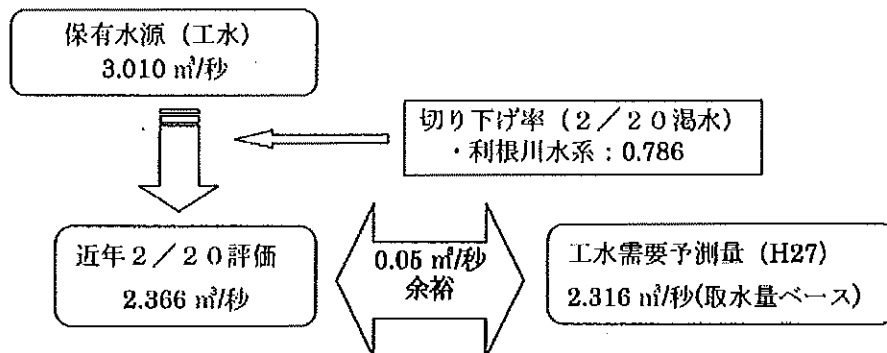 保有水源（工水）
3.010 ㎥/秒
切り下げ率（２／２０渇水）
・利根川水系：0.786
近年２／２０評価
2.366 ㎥/秒
0.05 ㎥/秒
余裕
工水需要予測量（H27）
2.316 ㎥/秒(取水量ベース)